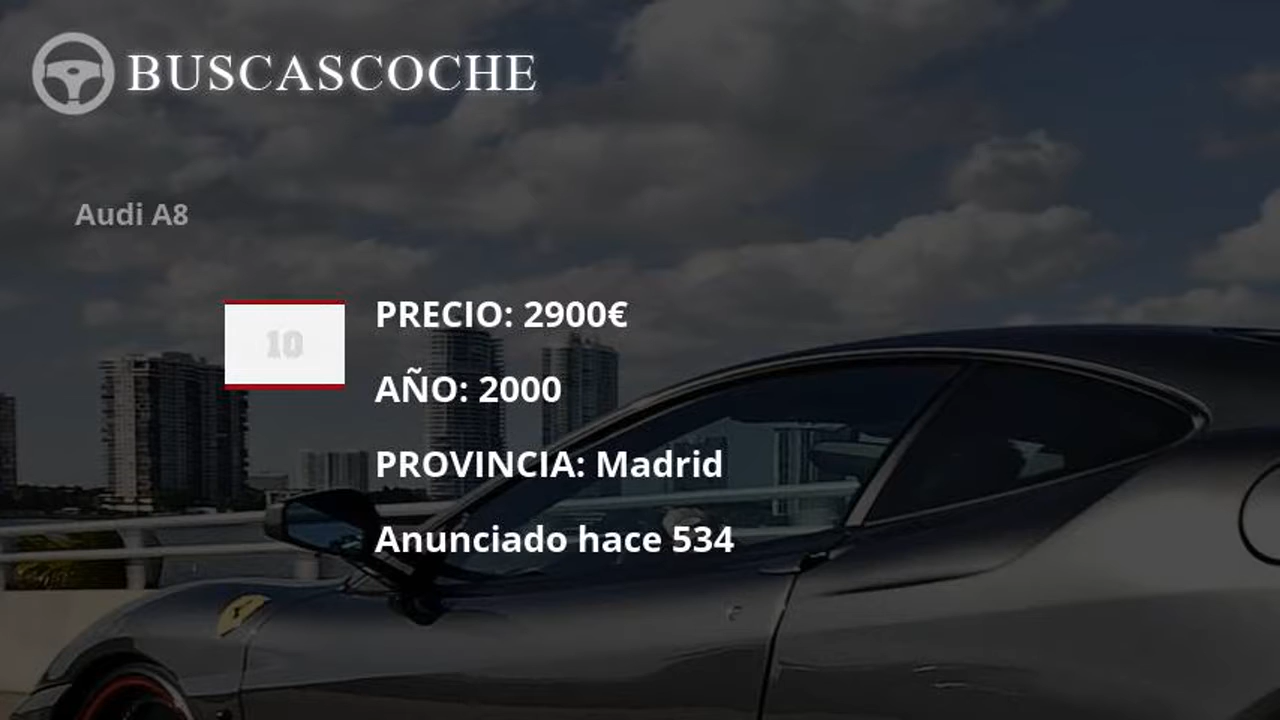 BUSCASCOCHE
Audi A8
10
PRECIO: 2900€
AÑO: 2000
PROVINCIA: Madrid
Anunciado hace 534